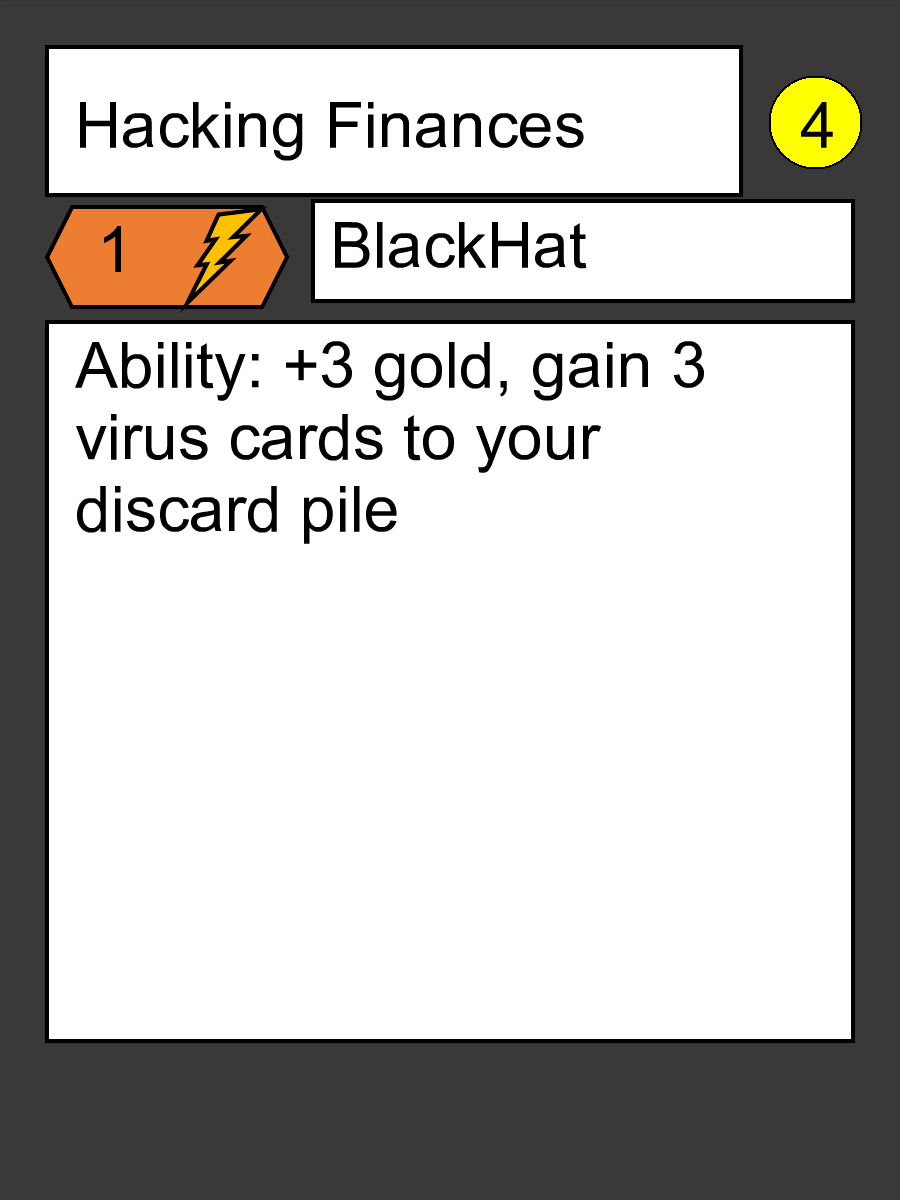 Hacking Finances
4
1
BlackHat
Ability: +3 gold, gain 3
virus cards to your
discard pile